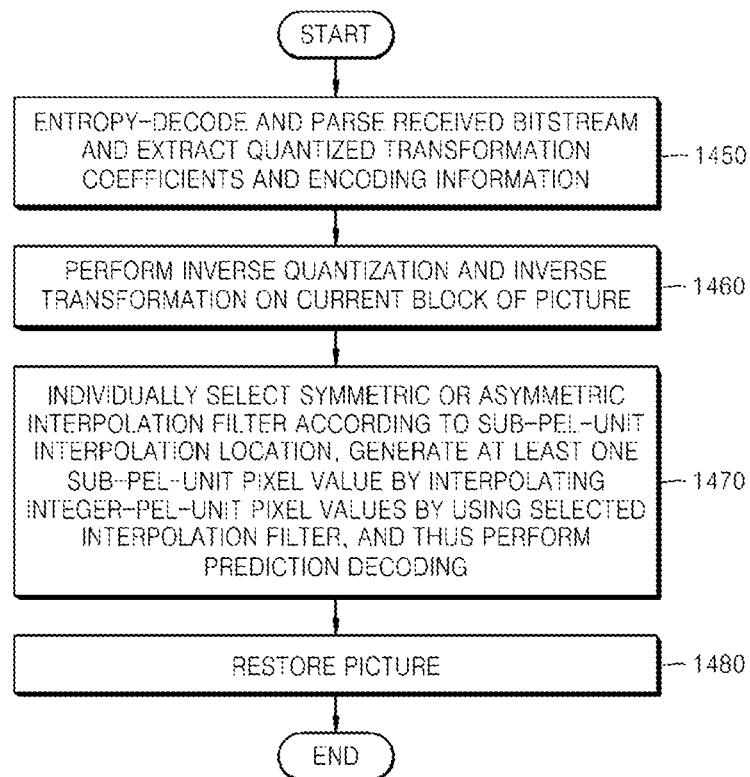 START
ENTROPY-DECODE AND PARSE RECEIVED BITSTREAM
AND EXTRACT QUANTIZED TRANSFORMATION
COEFFICIENTS AND ENCODING INFORMATION
1450
PERFORM INVERSE QUANTIZATION AND INVERSE
TRANSFORMATION ON CURRENT BLOCK OF PICTURE
1460
INDIVIDUALLY SELECT SYMMETRIC OR ASYMMETRIC
INTERPOLATION FILTER ACCORDING TO SUB-PEL-UNIT
INTERPOLATION LOCATION, GENERATE AT LEAST ONE
SUB-PEL-UNIT PIXEL VALUE BY INTERPOLATING
INTEGER-PEL-UNIT PIXEL VALUES BY USING SELECTED
INTERPOLATION FILTER, AND THUS PERFORM
PREDICTION DECODING
1470
RESTORE PICTURE
1480
END